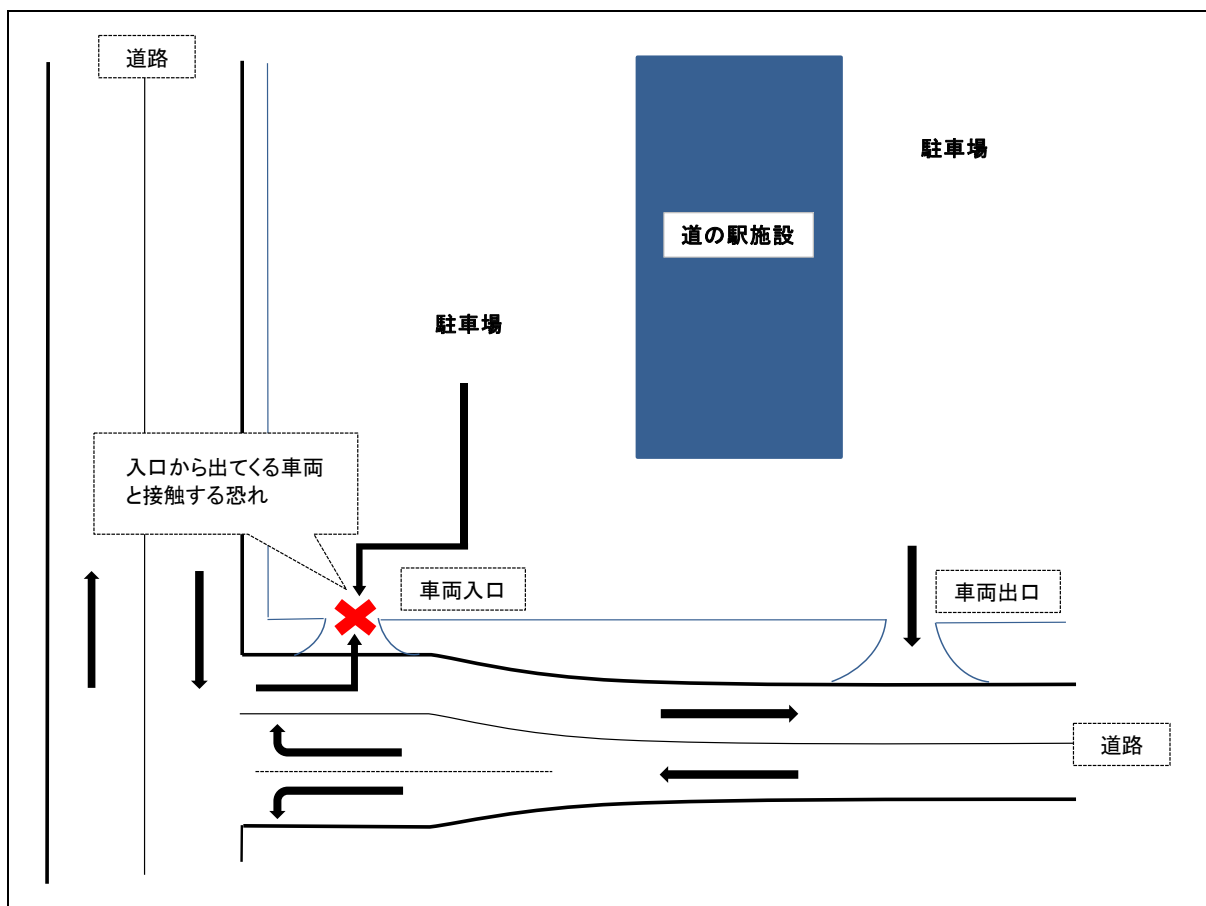 道路
駐車場
道の駅施設
駐車場
入口から出てくる車両
と接触する恐れ
車両入口
車両出口
道路